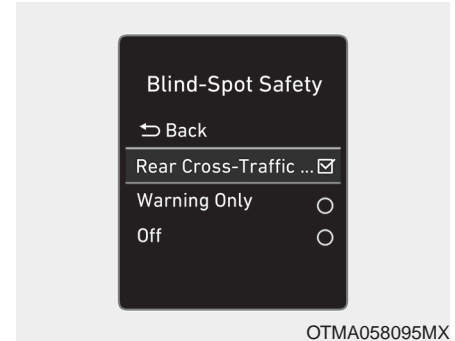 Blind-Spot Safety
Back
Rear Cross-Traffic ...
Warning Only
Off
OTMA058095MX